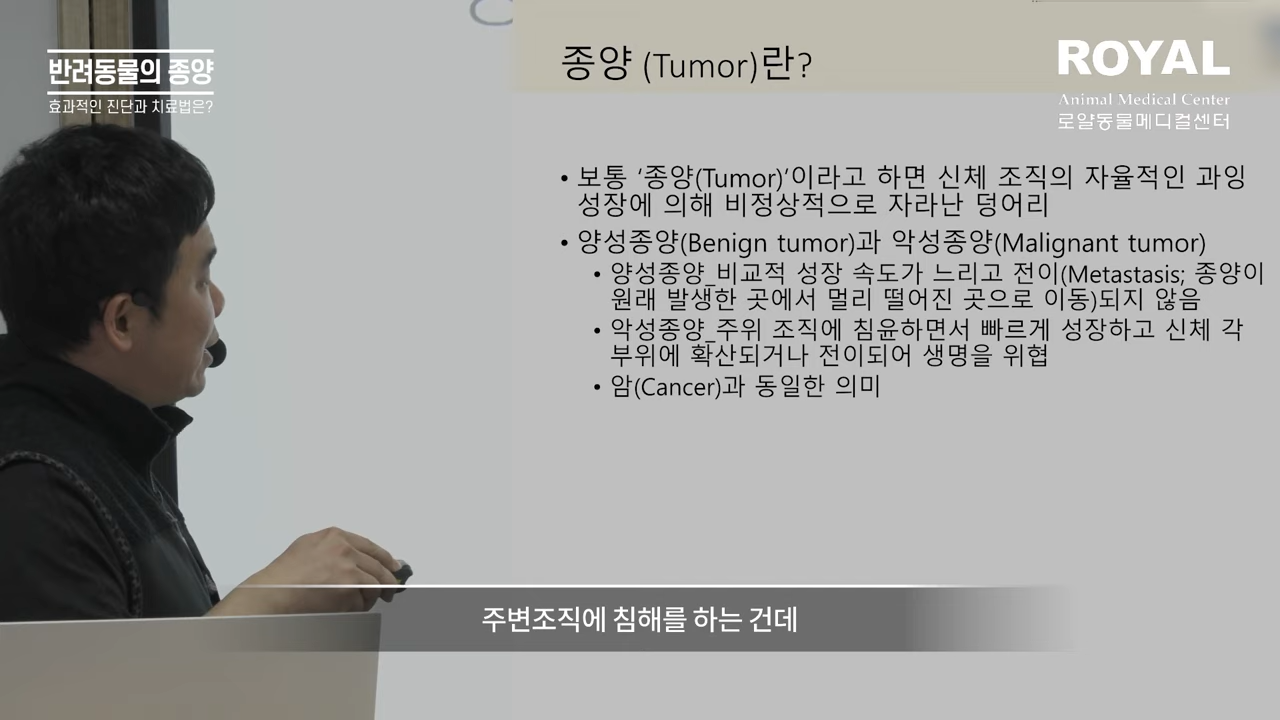 반려동물의 종양
효과적인 진단과 치료법은?
종양 (Tumor)란?
ROYAL
Animal Medical Center
로얄동물메디컬센터
• 보통 ‘종양(Tumor)‘이라고 하면 신체 조직의 자율적인 과잉
성장에 의해 비정상적으로 자라난 덩어리
• 양성종양(Benign tumor)과 악성종양(Malignant tumor)
• 양성종양_비교적 성장 속도가 느리고 전이(Metastasis; 종양이
원래 발생한 곳에서 멀리 떨어진 곳으로 이동)되지 않음
• 악성종양_주위 조직에 침윤하면서 빠르게 성장하고 신체 각
부위에 확산되거나 전이되어 생명을 위협
• 암(Cancer)과 동일한 의미
주변조직에 침해를 하는 건데